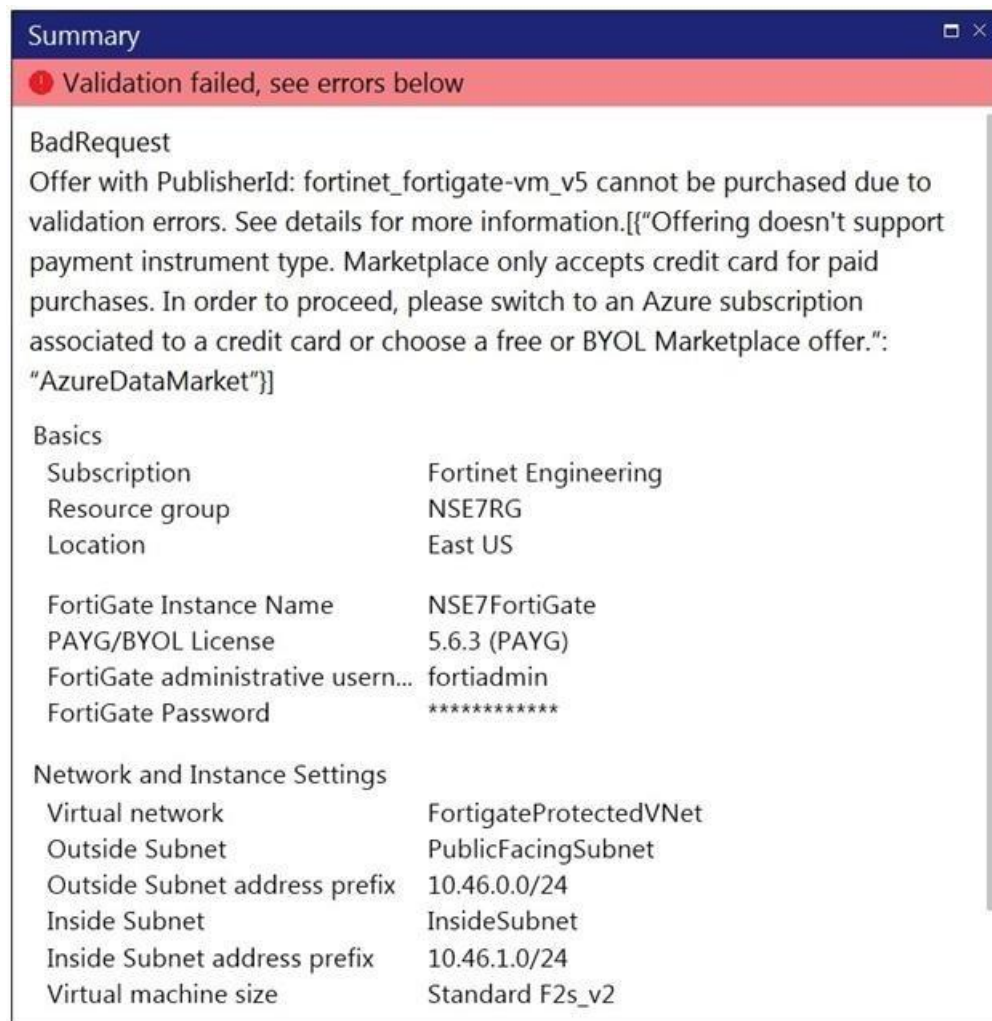 Summary
Validation failed, see errors below
BadRequest
Offer with PublisherId: fortinet_fortigate-vm_v5 cannot be purchased due to
validation errors. See details for more information.[{“Offering doesn't support
payment instrument type. Marketplace only accepts credit card for paid
purchases. In order to proceed, please switch to an Azure subscription
associated to a credit card or choose a free or BYOL Marketplace offer.”:
“AzureDataMarket”}]
Basics
Subscription Fortinet Engineering
Resource group NSE7RG
Location East US
FortiGate Instance Name NSE7FortiGate
PAYG/BYOL License 5.6.3 (PAYG)
FortiGate administrative usern... fortiadmin
FortiGate Password ************
Network and Instance Settings
Virtual network FortigateProtectedVNet
Outside Subnet PublicFacingSubnet
Outside Subnet address prefix 10.46.0.0/24
Inside Subnet InsideSubnet
Inside Subnet address prefix 10.46.1.0/24
Virtual machine size Standard F2s_v2